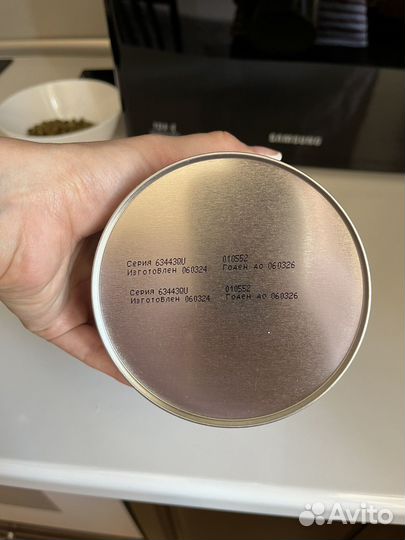 SAMSUNG
Серия 634430U 010552
Изготовлен 060324 Годен до 060326
Серия 634430U 010552
Изготовлен 060324 Годен до 060326
Avito